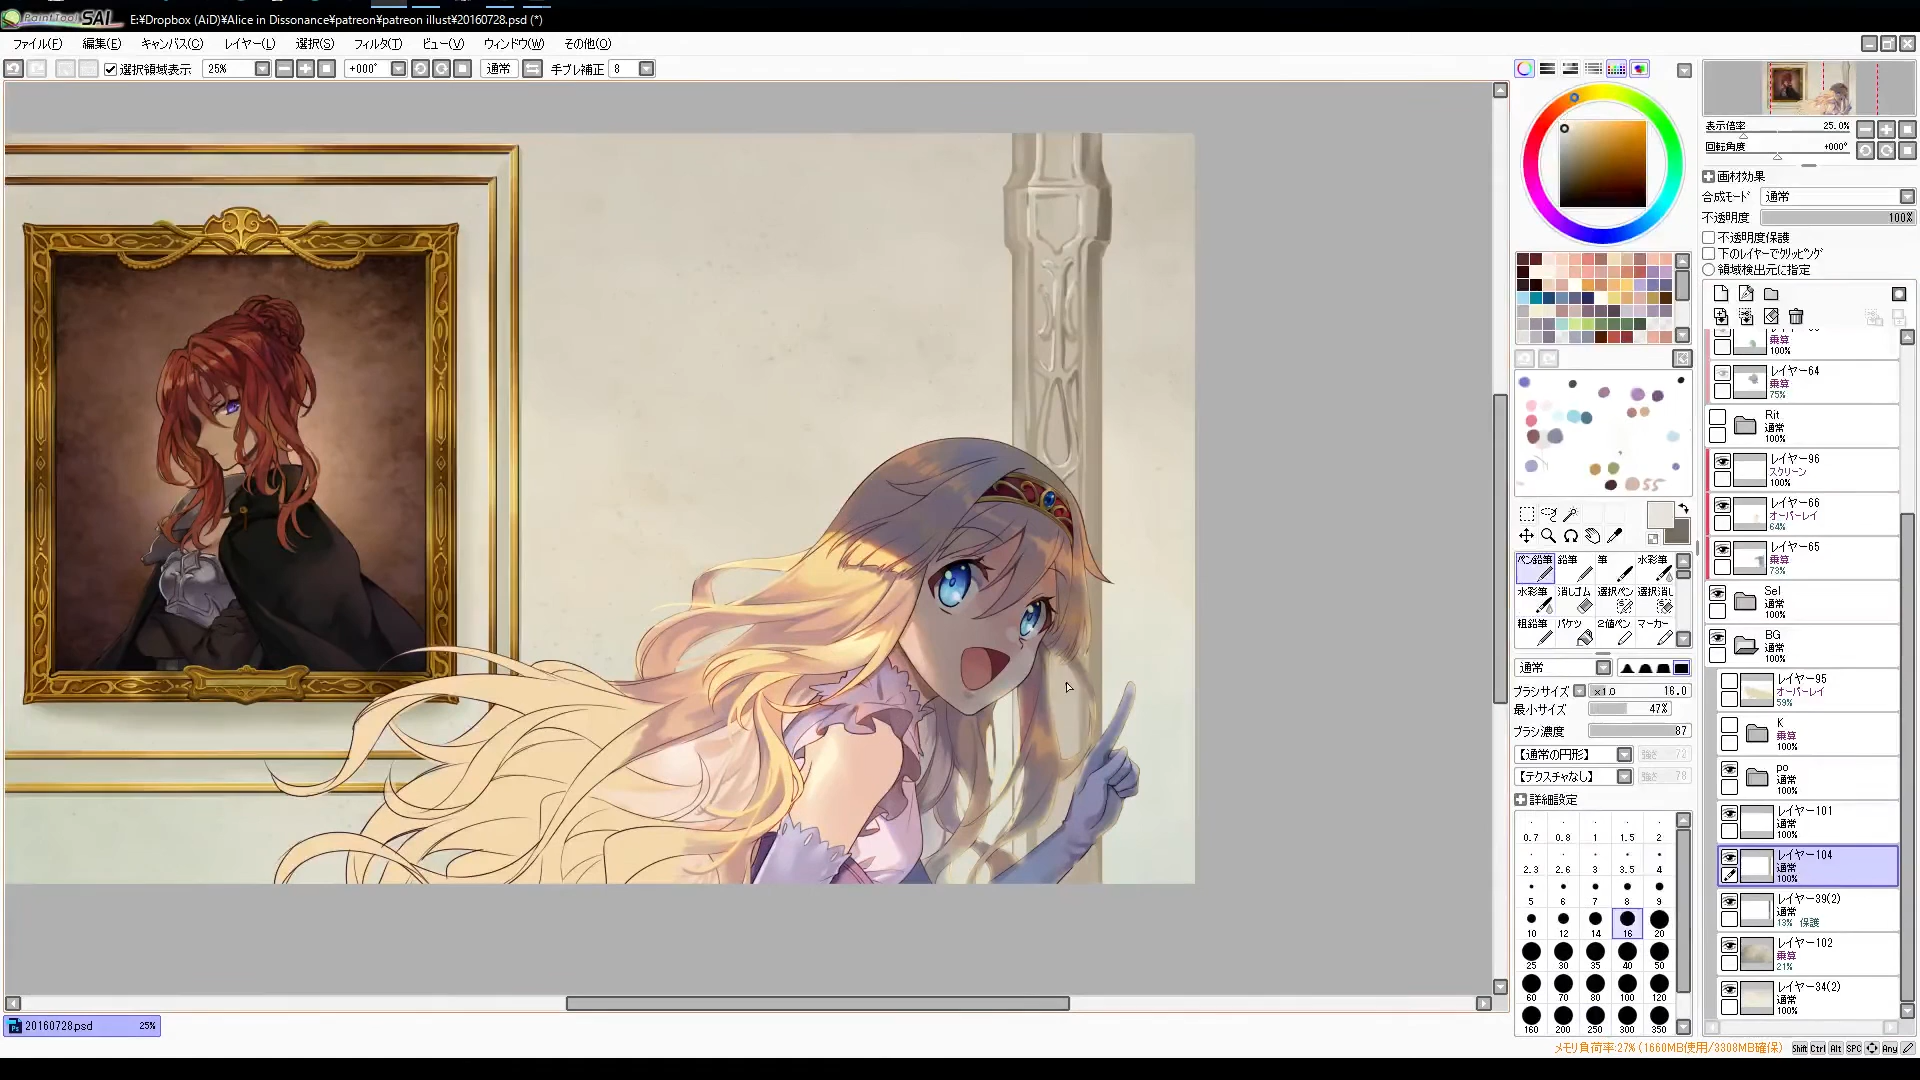 PaintTool SAI E:¥Dropbox (AiD)¥Alice in Dissonance¥patreon¥patreon illust¥20160728.psd (*)
ファイル(F) 編集(E) キャンバス(C) レイヤー(L) 選択(S) フィルタ(T) ビュー(V) ウィンドウ(W) その他(O)
選択領域表示 25% +000° 通常 手ブレ補正 8
表示倍率 25.0%
回転角度 +000°
画材効果
合成モード 通常
不透明度 100%
不透明度保護
下のレイヤーでクリッピング
領域検出元に指定
乗算
100%
レイヤー64
乗算
75%
Rit
通常
100%
レイヤー96
スクリーン
100%
レイヤー66
オーバーレイ
64%
レイヤー65
乗算
73%
Sel
通常
100%
BG
通常
100%
レイヤー95
オーバーレイ
59%
K
乗算
100%
po
通常
100%
レイヤー101
通常
100%
レイヤー104
通常
100%
レイヤー39(2)
通常
13% 保護
レイヤー102
乗算
21%
レイヤー34(2)
通常
100%
ペン鉛筆 鉛筆 筆 水彩筆
水彩筆 消しゴム 選択ペン 選択消し
粗鉛筆 バケツ 2値ペン マーカー
通常
ブラシサイズ x1.0 16.0
最小サイズ 47%
ブラシ濃度 87
【通常の円形】 強さ 72
【テクスチャなし】 強さ 78
詳細設定
0.7 0.8 1 1.5 2
2.3 2.6 3 3.5 4
5 6 7 8 9
10 12 14 16 20
25 30 35 40 50
60 70 80 100 120
160 200 250 300 350
20160728.psd 25%
メモリ負荷率:27% (1660MB使用/3308MB確保) Shift Ctrl Alt SPC Any